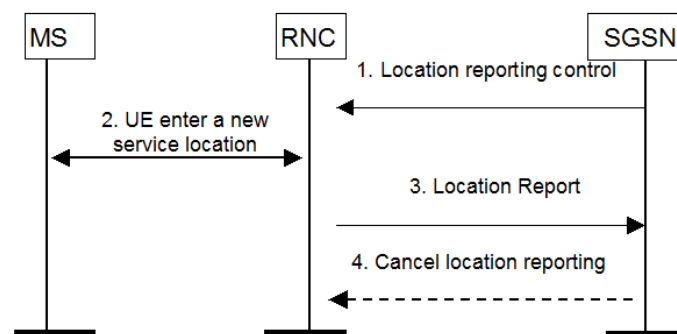 MS
RNC
SGSN
1. Location reporting control
2. UE enter a new
service location
3. Location Report
4. Cancel location reporting